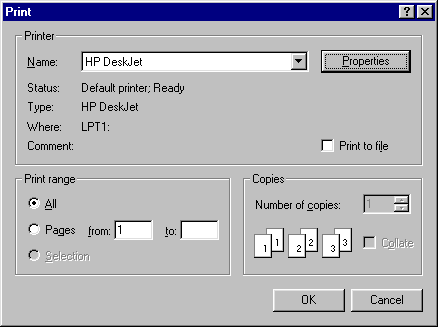 Print
Printer
Name: HP DeskJet Properties
Status: Default printer; Ready
Type: HP DeskJet
Where: LPT1:
Comment: Print to file
Print range
All
Pages from: 1 to:
Selection
Copies
Number of copies: 1
1 1 2 2 3 3 Collate
OK Cancel